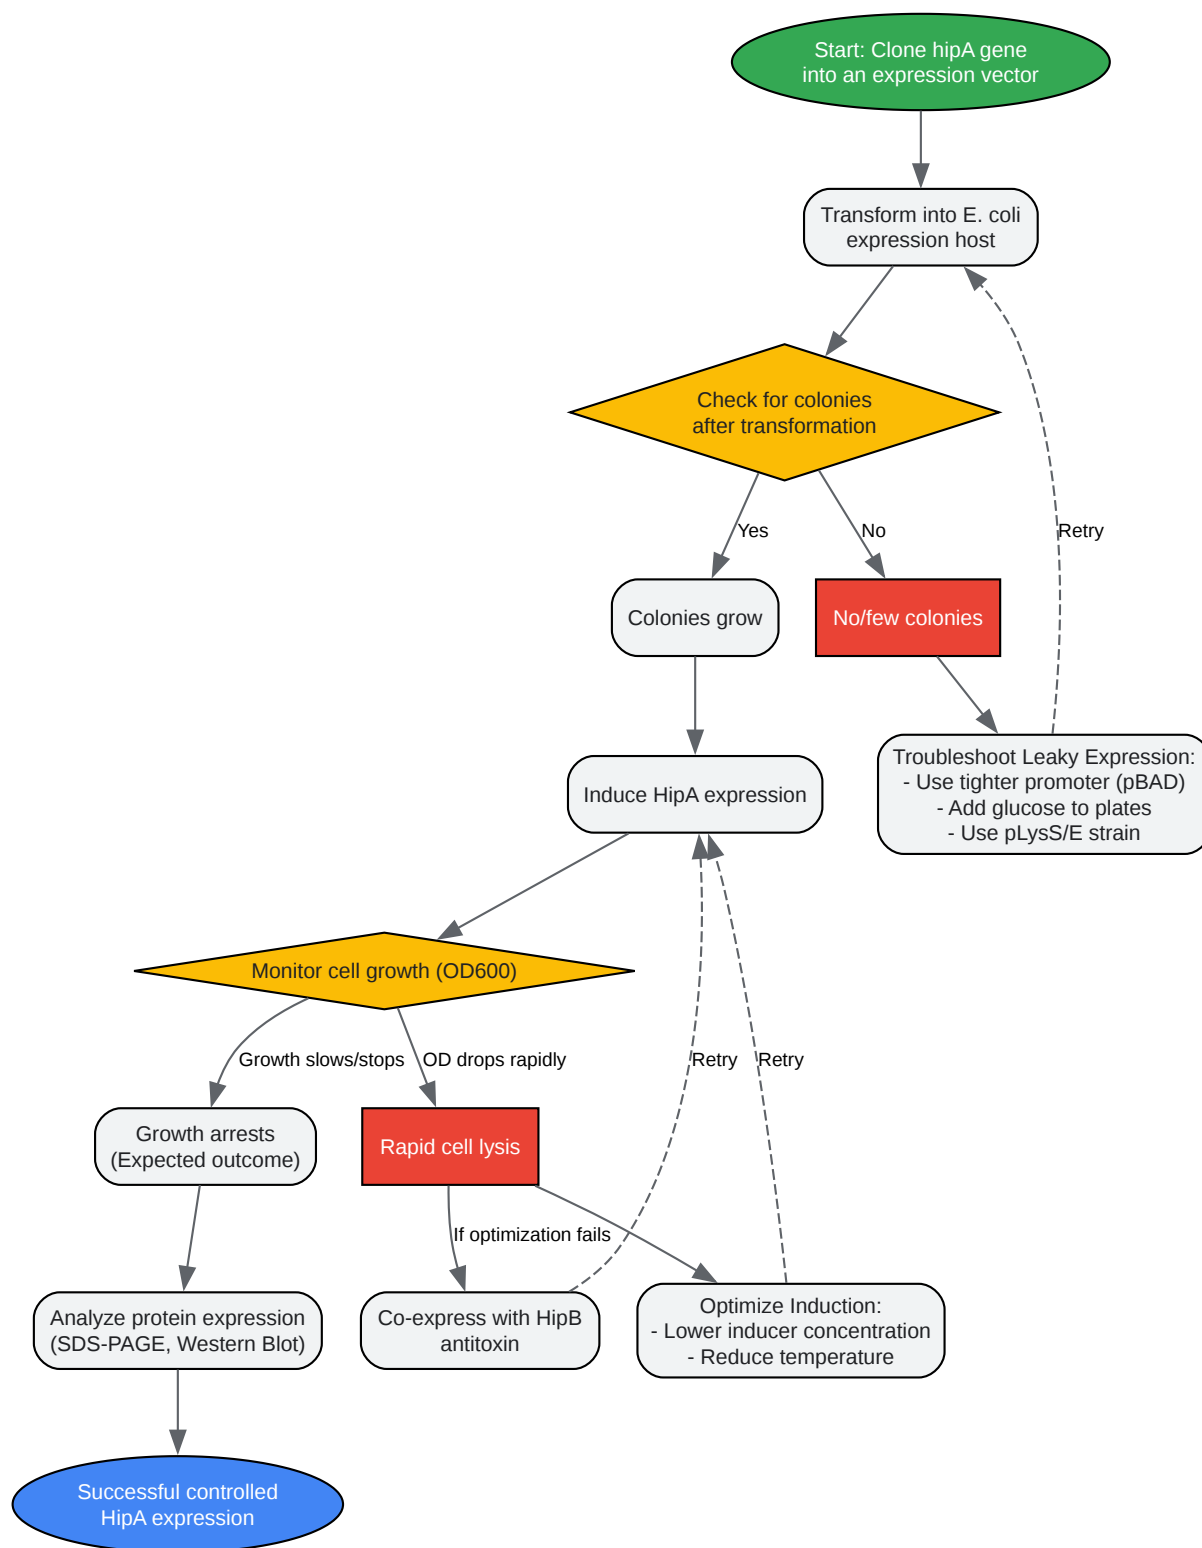 Start: Clone hipA gene
into an expression vector
Transform into E. coli
expression host
Check for colonies
after transformation
Yes
No
Retry
Colonies grow
No/few colonies
Troubleshoot Leaky Expression:
- Use tighter promoter (pBAD)
- Add glucose to plates
- Use pLysS/E strain
Induce HipA expression
Monitor cell growth (OD600)
Growth slows/stops
OD drops rapidly
Retry
Retry
Growth arrests
(Expected outcome)
Rapid cell lysis
If optimization fails
Analyze protein expression
(SDS-PAGE, Western Blot)
Co-express with HipB
antitoxin
Optimize Induction:
- Lower inducer concentration
- Reduce temperature
Successful controlled
HipA expression